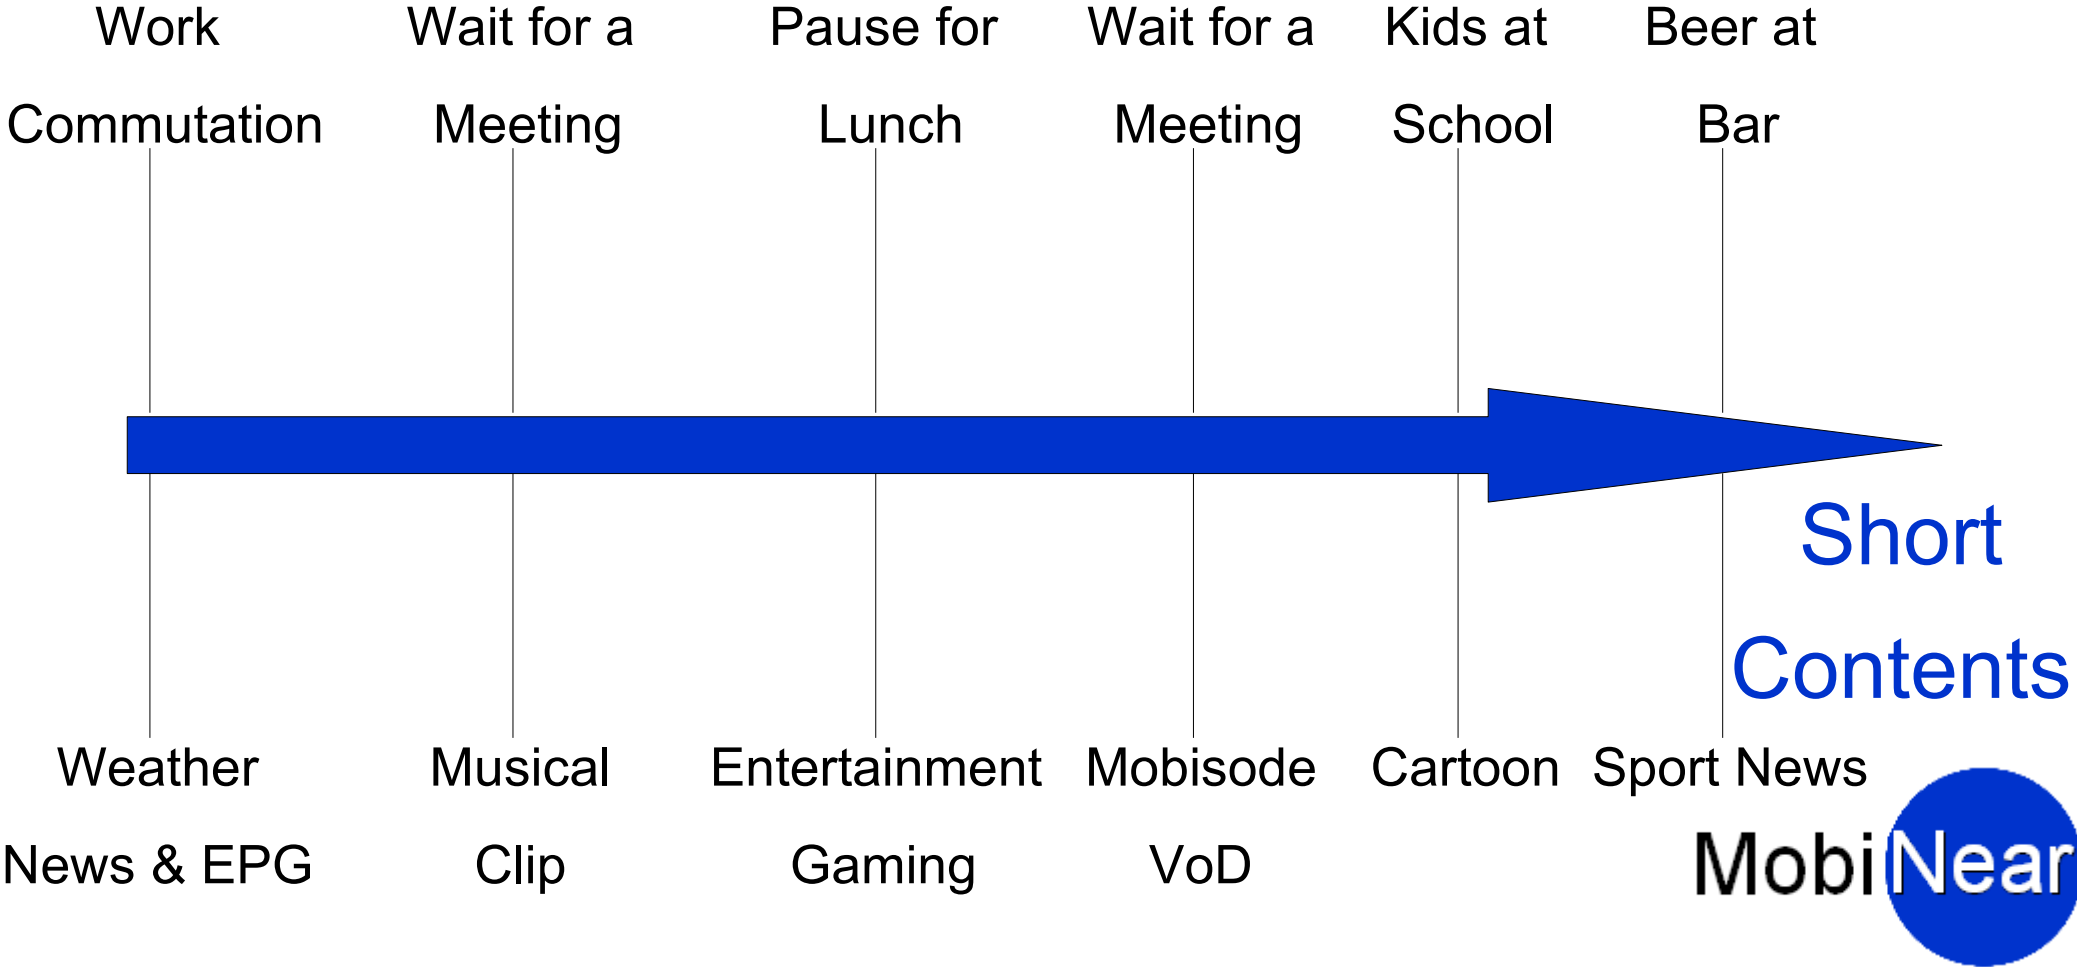 Work
Commutation
Wait for a
Meeting
Pause for
Lunch
Wait for a
Meeting
Kids at
School
Beer at
Bar
Short
Contents
Weather
News & EPG
Musical
Clip
Entertainment
Gaming
Mobisode
VoD
Cartoon
Sport News
MobiNear